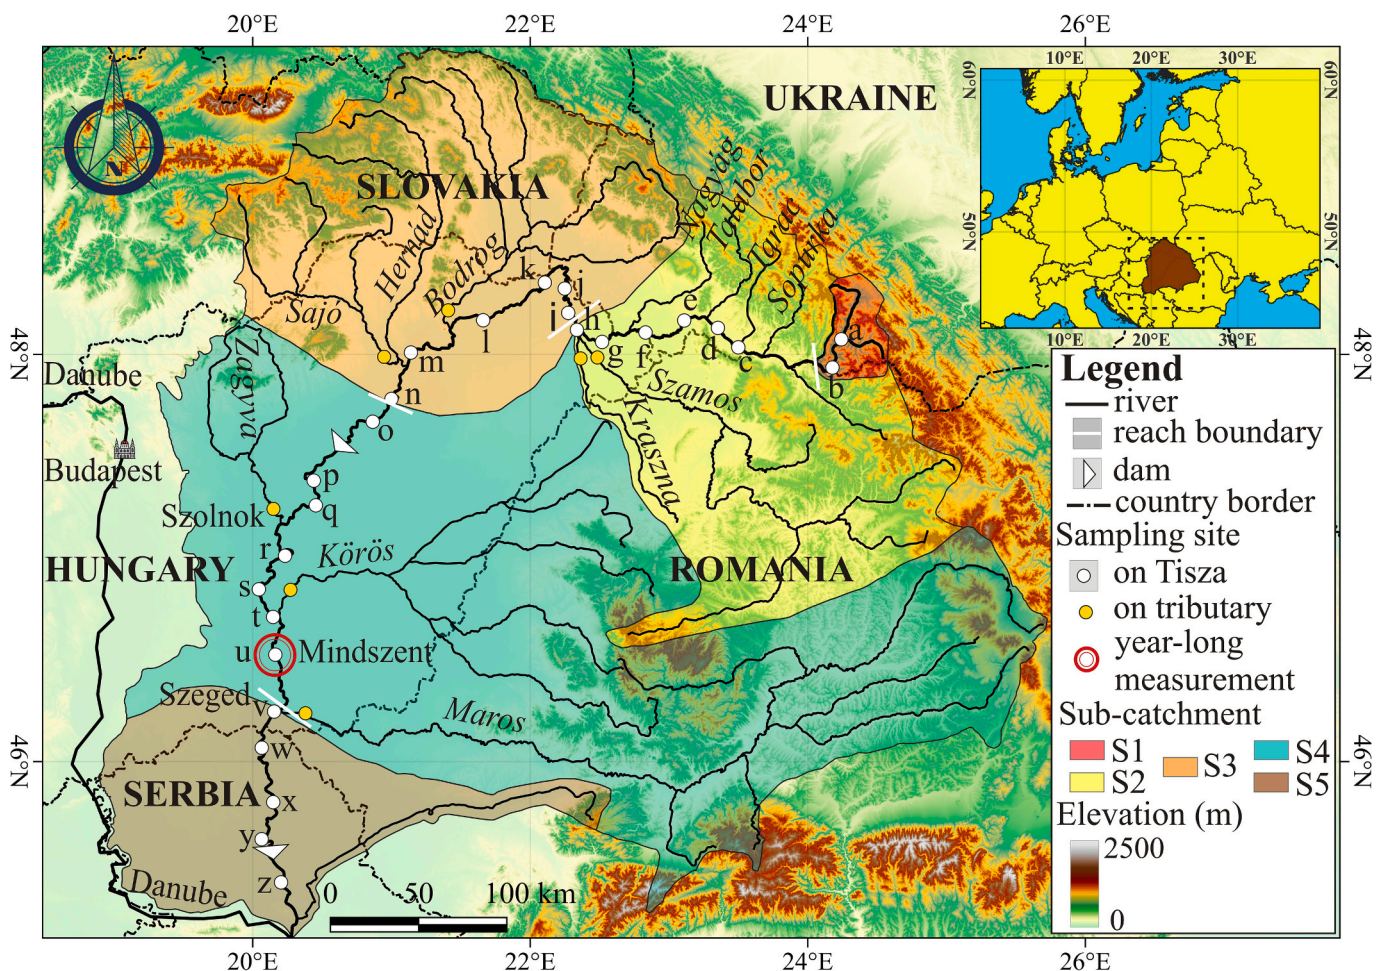 20°E
22°E
24°E
26°E
10°E
20°E
30°E
60°N
60°N
50°N
50°N
10°E
20°E
30°E
UKRAINE
N
SLOVAKIA
Nagyág
Talabor
Tarac
Sopurka
Hernád
Bodrog
Sajó
k
j
i
h
e
a
g
f
d
c
b
l
m
n
o
48°N
48°N
Danube
Zagyva
Szamos
Kraszna
Budapest
p
q
Szolnok
r
Körös
HUNGARY
ROMANIA
s
t
u
Mindszent
Szeged
v
Maros
w
46°N
46°N
SERBIA
x
y
z
Danube
0
50
100 km
Legend
river
reach boundary
dam
country border
Sampling site
on Tisza
on tributary
year-long
measurement
Sub-catchment
S1
S2
S3
S4
S5
Elevation (m)
2500
0
20°E
22°E
24°E
26°E